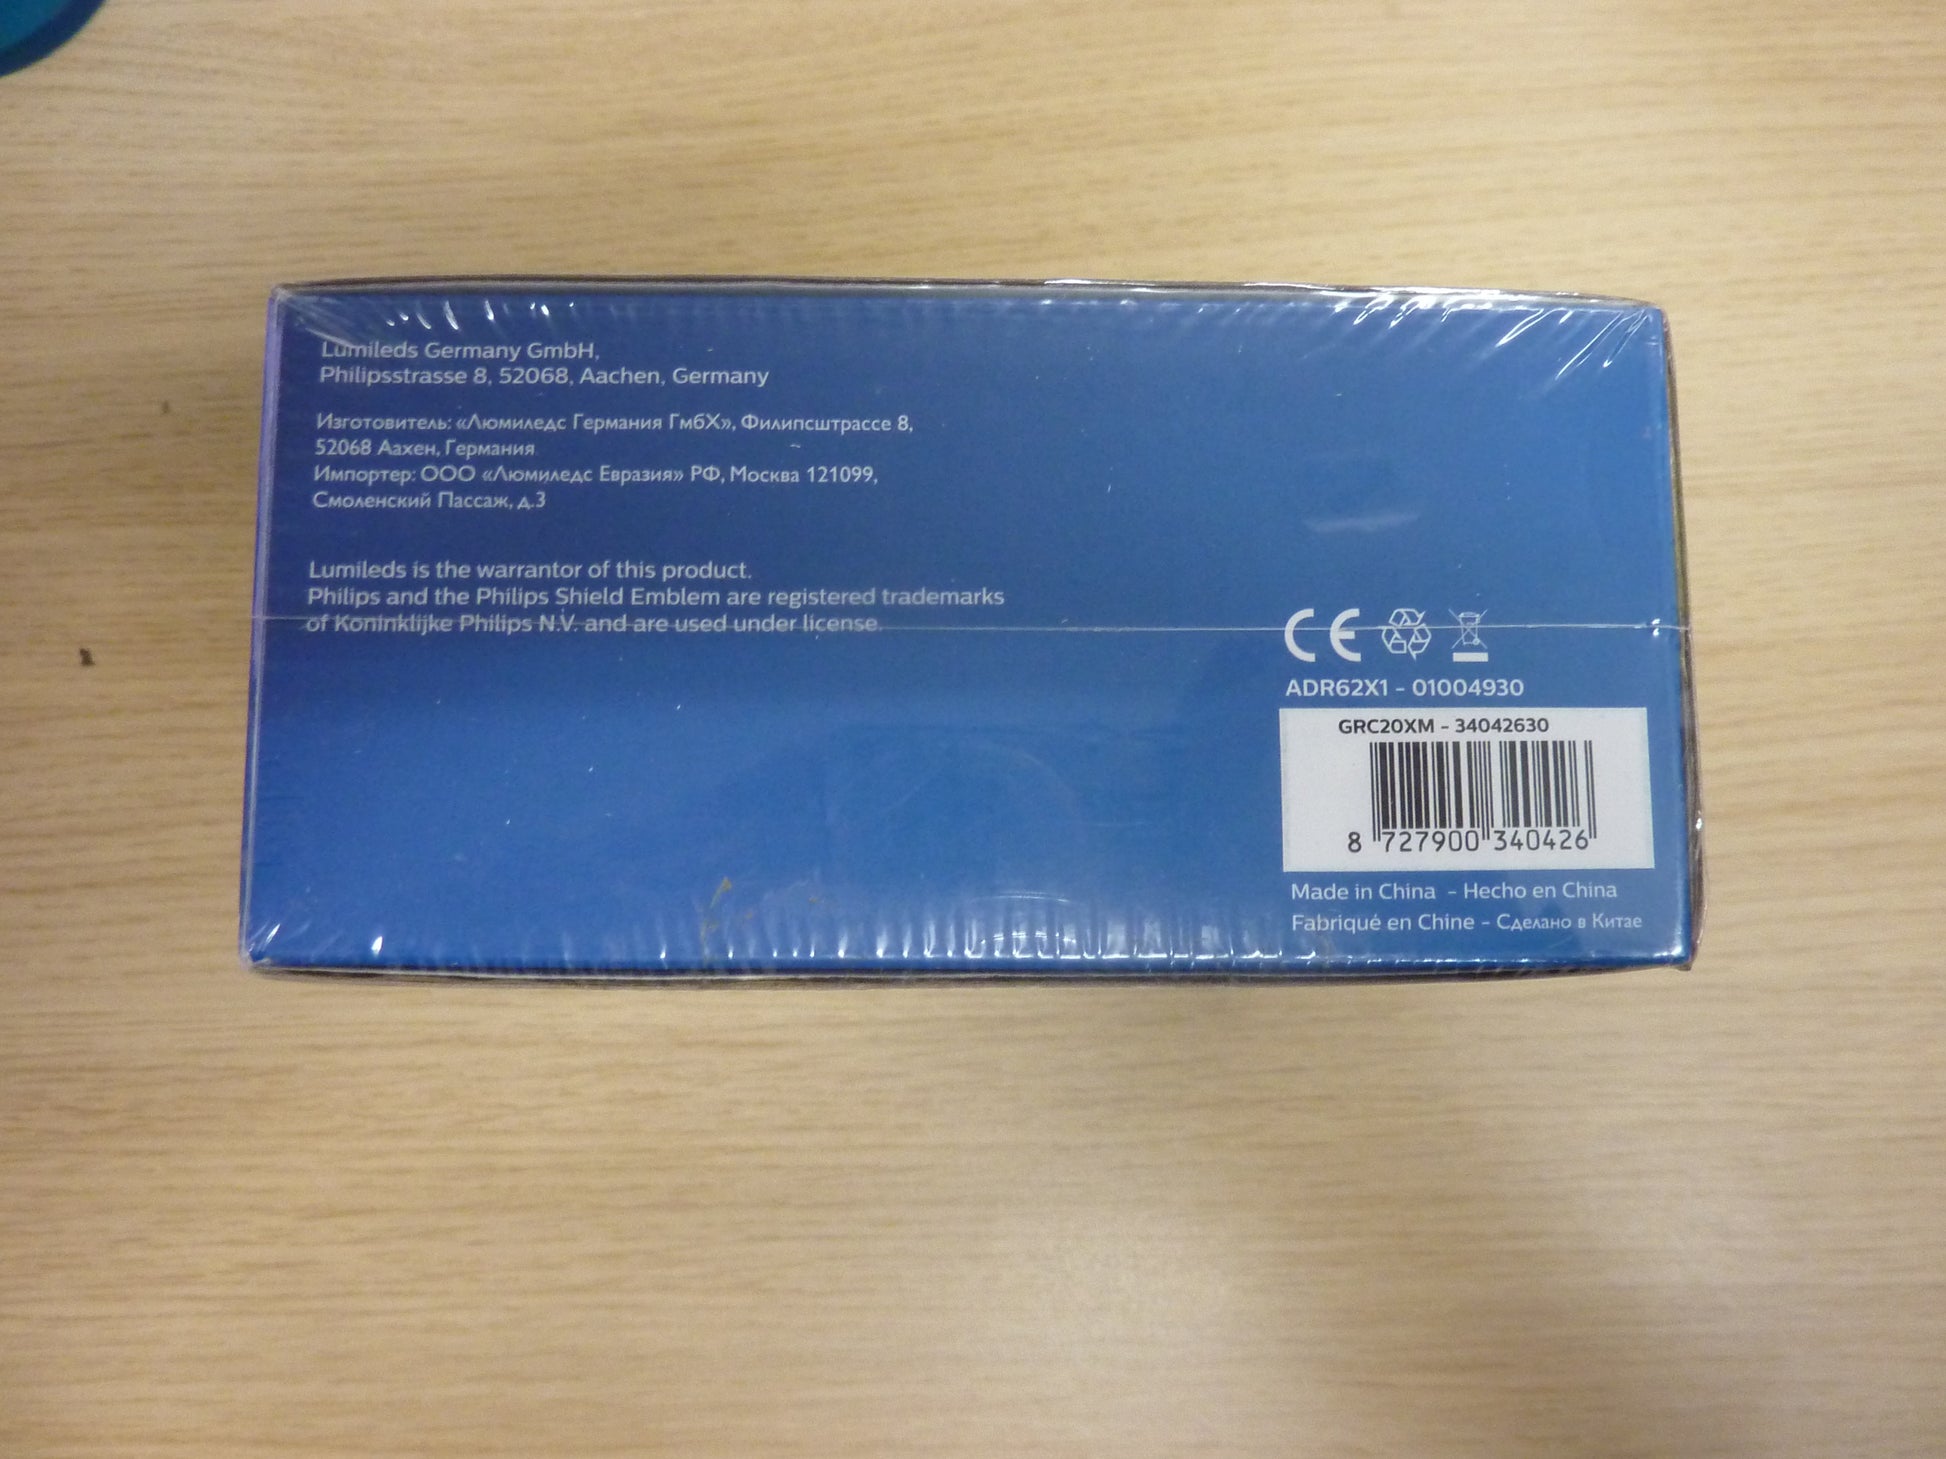 Lumileds Germany GmbH,
Philipsstrasse 8, 52068, Aachen, Germany
Изготовитель: «Люмиледс Германия ГмбХ», Филипсштрассе 8,
52068 Аахен, Германия
Импортер: ООО «Люмиледс Евразия» РФ, Москва 121099,
Смоленский Пассаж, д.3
Lumileds is the warrantor of this product.
Philips and the Philips Shield Emblem are registered trademarks
of Koninklijke Philips N.V. and are used under license.
CE
ADR62X1 - 01004930
GRC20XM - 34042630
8 727900 340426
Made in China - Hecho en China
Fabriqué en Chine - Сделано в Китае